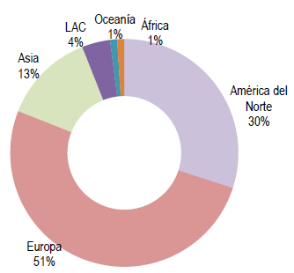 Oceanía
1%
África
1%
LAC
4%
Asia
13%
América del
Norte
30%
Europa
51%